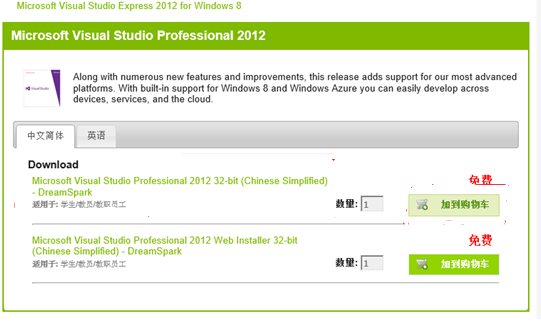 Microsoft Visual Studio Express 2012 for Windows 8
Microsoft Visual Studio Professional 2012
Along with numerous new features and improvements, this release adds support for our most advanced
platforms. With built-in support for Windows 8 and Windows Azure you can easily develop across
devices, services, and the cloud.
中文简体 英语
Download
Microsoft Visual Studio Professional 2012 32-bit (Chinese Simplified)
- DreamSpark
适用于: 学生/教员/教职员工
数量: 1
免费
加到购物车
Microsoft Visual Studio Professional 2012 Web Installer 32-bit
(Chinese Simplified) - DreamSpark
适用于: 学生/教员/教职员工
数量: 1
免费
加到购物车